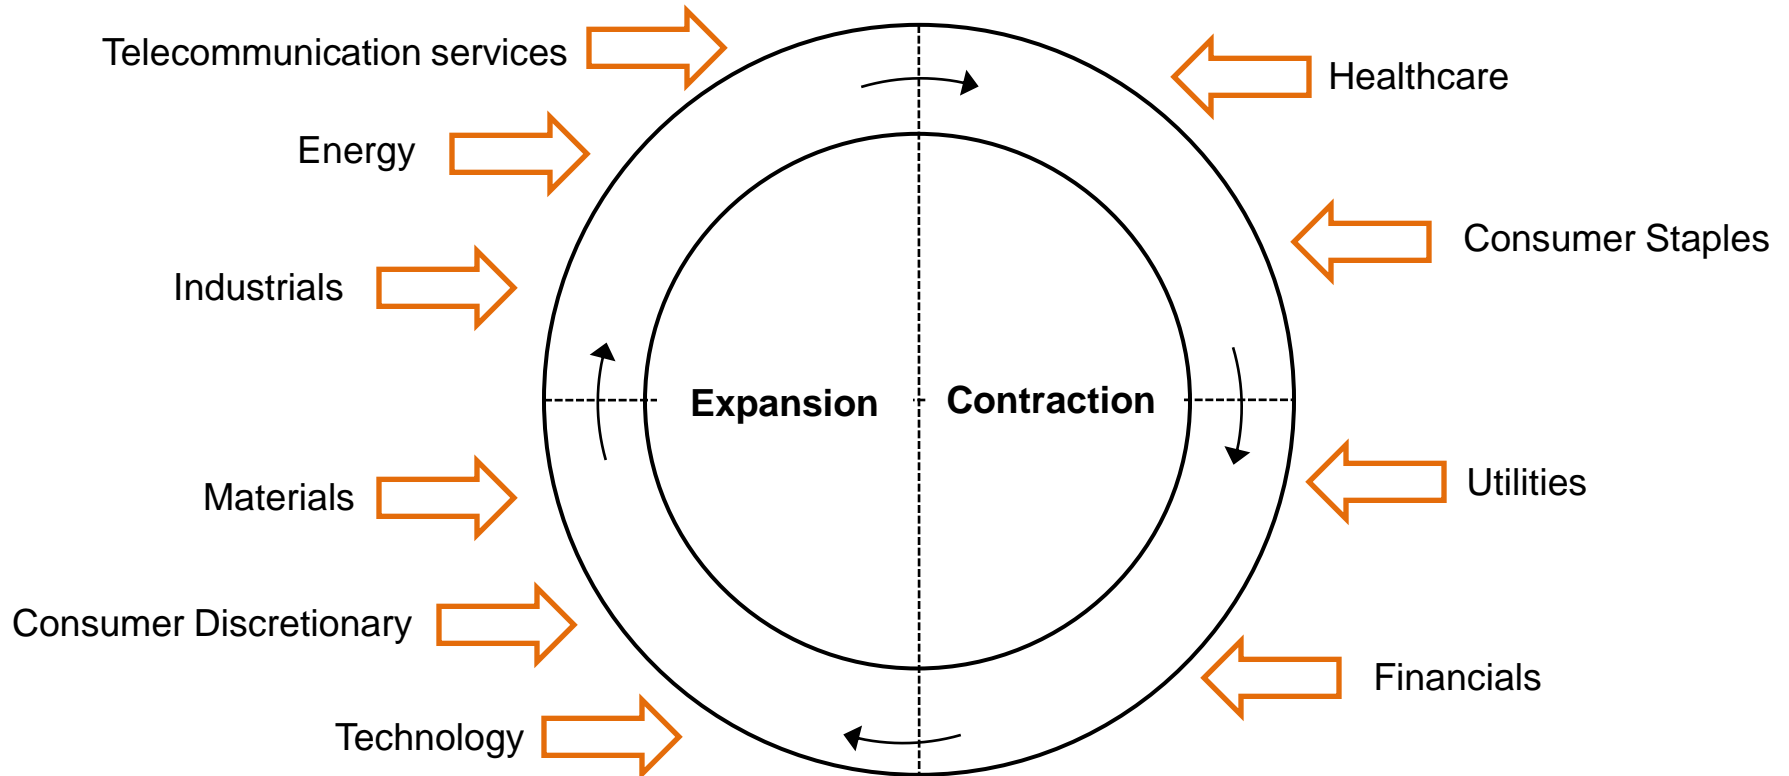 Telecommunication services
Healthcare
Energy
Consumer Staples
Industrials
Expansion
Contraction
Materials
Utilities
Consumer Discretionary
Financials
Technology